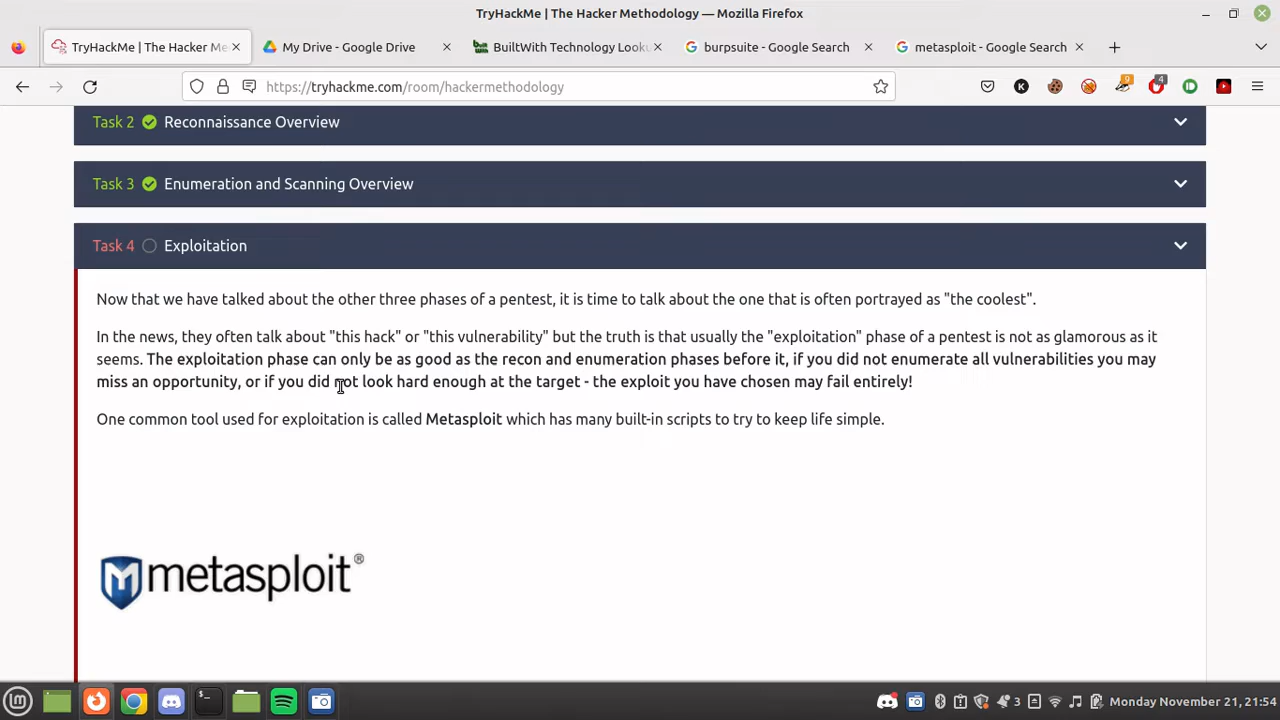 TryHackMe | The Hacker Methodology — Mozilla Firefox
TryHackMe | The Hacker Me
My Drive - Google Drive
BuiltWith Technology Look
burpsuite - Google Search
metasploit - Google Search
https://tryhackme.com/room/hackermethodology
9
4
K
Task 2 Reconnaissance Overview
Task 3 Enumeration and Scanning Overview
Task 4 Exploitation
Now that we have talked about the other three phases of a pentest, it is time to talk about the one that is often portrayed as "the coolest".
In the news, they often talk about "this hack" or "this vulnerability" but the truth is that usually the "exploitation" phase of a pentest is not as glamorous as it
seems. The exploitation phase can only be as good as the recon and enumeration phases before it, if you did not enumerate all vulnerabilities you may
miss an opportunity, or if you did not look hard enough at the target - the exploit you have chosen may fail entirely!
One common tool used for exploitation is called Metasploit which has many built-in scripts to try to keep life simple.
M metasploit®
3
Monday November 21, 21:54